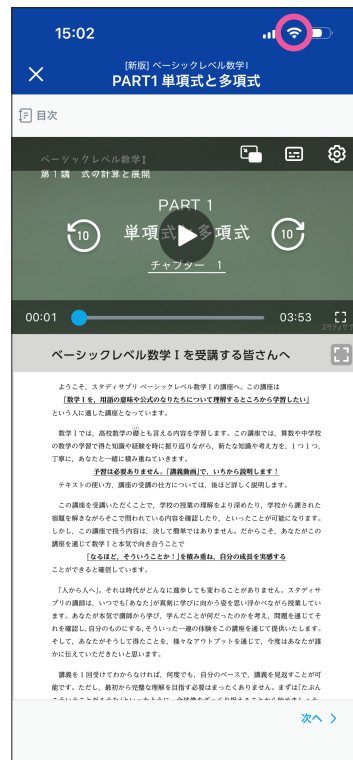 15:02
[新版] ベーシックレベル数学Ⅰ
PART1 単項式と多項式
目次
ベーシックレベル数学Ⅰ
第1講 式の計算と展開
PART 1
10
単項式と多項式
10
チャプター 1
00:01
03:53
スタディサプリ
ベーシックレベル数学Ⅰを受講する皆さんへ
ようこそ、スタディサプリ ベーシックレベル数学Ⅰの講座へ。この講座は
「数学Ⅰを、用語の意味や公式のなりたちについて理解するところから学習したい」
という人に適した講座となっています。
数学Ⅰでは、高校数学の礎とも言える内容を学習します。この講座では、算数や中学校
の数学の学習で得た知識や経験を時に振り返りながら、新たな知識や考え方を、1つ1つ、
丁寧に、あなたと一緒に積み重ねていきます。
予習は必要ありません。「講義動画」で、いちから説明します！
テキストの使い方、講座の受講の仕方については、後ほど詳しく説明します。
この講座を受講いただくことで、学校の授業の理解をより深めたり、学校から課された
宿題を解きながらそこで問われている内容を確認したり、といったことが可能になります。
しかし、この講座で扱う内容は、決して簡単ではありません。だからこそ、あなたがこの
講座を通じて数学Ⅰと本気で向き合うことで
「なるほど、そういうことか！」を積み重ね、自分の成長を実感する
ことができると確信しています。
「人から人へ」。それは時代がどんなに進歩しても変わることがありません。スタディサ
プリの講師は、いつでも「あなた」が真剣に学びに向かう姿を思い浮かべながら授業してい
ます。あなたが本気で講師から学び、学んだことが何だったのかを考え、問題を通じてそ
れを確認し、自分のものにする、そういった一連の体験をこの講座を通じて提供いたします。
そして、あなたがそうして得たことを、様々なアウトプットを通じて、今度はあなたが誰
かに伝えていただきたいと思います。
講義を1回受けてわからなければ、何度でも、自分のペースで、講義を見返すことが可
能です。ただし、最初から完璧な理解を目指す必要はまったくありません。まずは「たぶん
次へ